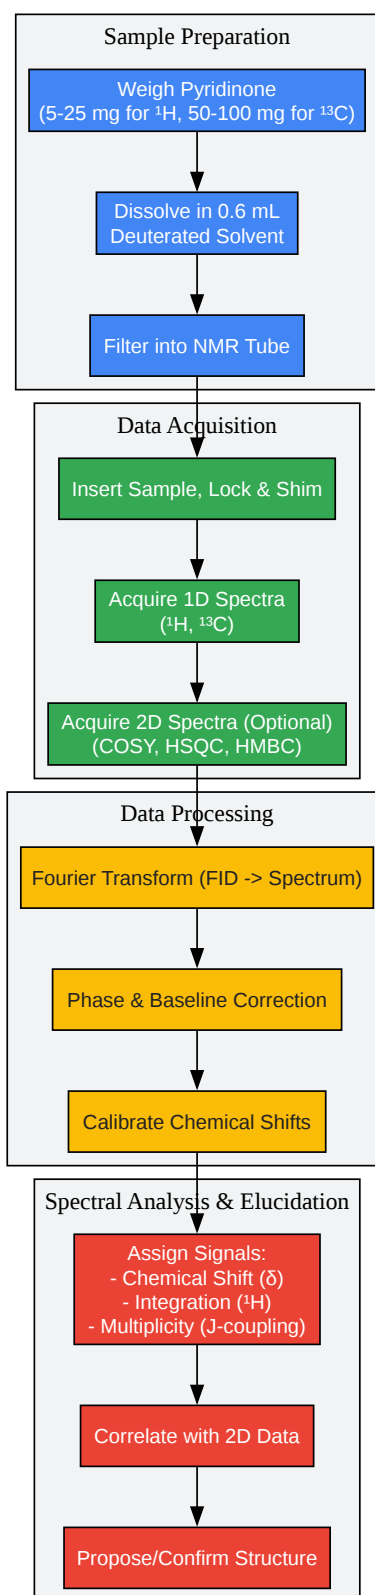 Sample Preparation
Weigh Pyridinone
(5-25 mg for ¹H, 50-100 mg for ¹³C)
Dissolve in 0.6 mL
Deuterated Solvent
Filter into NMR Tube
Data Acquisition
Insert Sample, Lock & Shim
Acquire 1D Spectra
(¹H, ¹³C)
Acquire 2D Spectra (Optional)
(COSY, HSQC, HMBC)
Data Processing
Fourier Transform (FID -> Spectrum)
Phase & Baseline Correction
Calibrate Chemical Shifts
Spectral Analysis & Elucidation
Assign Signals:
- Chemical Shift (δ)
- Integration (¹H)
- Multiplicity (J-coupling)
Correlate with 2D Data
Propose/Confirm Structure